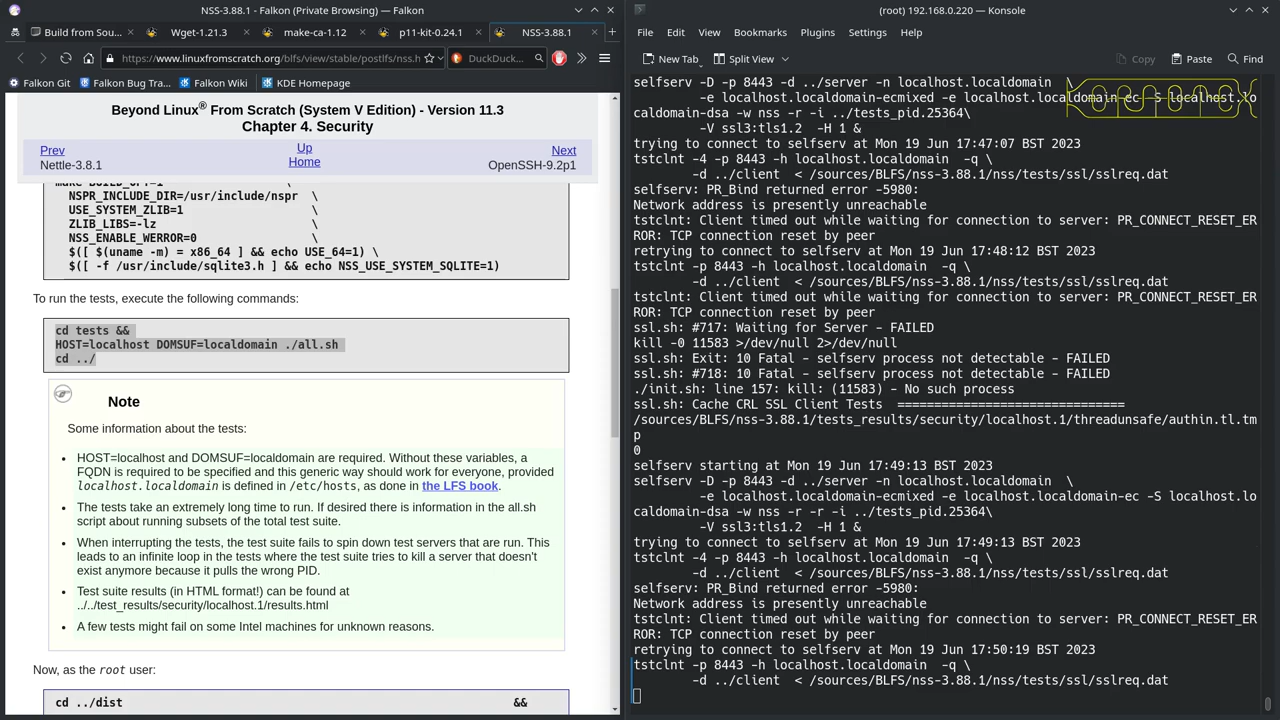 NSS-3.88.1 — Falkon (Private Browsing) — Falkon
Build from Sou...
Wget-1.21.3
make-ca-1.12
p11-kit-0.24.1
NSS-3.88.1
https://www.linuxfromscratch.org/blfs/view/stable/postlfs/nss.h
DuckDuc
Falkon Git
Falkon Bug Tra...
Falkon Wiki
KDE Homepage
Beyond Linux® From Scratch (System V Edition) - Version 11.3
Chapter 4. Security
Prev
Up
Next
Nettle-3.8.1
Home
OpenSSH-9.2p1
make BUILD_OPT=1 \
NSPR_INCLUDE_DIR=/usr/include/nspr \
USE_SYSTEM_ZLIB=1 \
ZLIB_LIBS=-lz \
NSS_ENABLE_WERROR=0 \
$([ $(uname -m) = x86_64 ] && echo USE_64=1) \
$([ -f /usr/include/sqlite3.h ] && echo NSS_USE_SYSTEM_SQLITE=1)
To run the tests, execute the following commands:
cd tests &&
HOST=localhost DOMSUF=localdomain ./all.sh
cd ../
Note
Some information about the tests:
• HOST=localhost and DOMSUF=localdomain are required. Without these variables, a
FQDN is required to be specified and this generic way should work for everyone, provided
localhost.localdomain is defined in /etc/hosts, as done in the LFS book.
• The tests take an extremely long time to run. If desired there is information in the all.sh
script about running subsets of the total test suite.
• When interrupting the tests, the test suite fails to spin down test servers that are run. This
leads to an infinite loop in the tests where the test suite tries to kill a server that doesn't
exist anymore because it pulls the wrong PID.
• Test suite results (in HTML format!) can be found at
../../test_results/security/localhost.1/results.html
• A few tests might fail on some Intel machines for unknown reasons.
Now, as the root user:
cd ../dist &&
(root) 192.168.0.220 — Konsole
File Edit View Bookmarks Plugins Settings Help
New Tab
Split View
Copy
Paste
Find
selfserv -D -p 8443 -d ../server -n localhost.localdomain \
-e localhost.localdomain-ecmixed -e localhost.localdomain-ec -S localhost.lo
caldomain-dsa -w nss -r -i ../tests_pid.25364\
-V ssl3:tls1.2 -H 1 &
trying to connect to selfserv at Mon 19 Jun 17:47:07 BST 2023
tstclnt -4 -p 8443 -h localhost.localdomain -q \
-d ../client < /sources/BLFS/nss-3.88.1/nss/tests/ssl/sslreq.dat
selfserv: PR_Bind returned error -5980:
Network address is presently unreachable
tstclnt: Client timed out while waiting for connection to server: PR_CONNECT_RESET_ER
ROR: TCP connection reset by peer
retrying to connect to selfserv at Mon 19 Jun 17:48:12 BST 2023
tstclnt -p 8443 -h localhost.localdomain -q \
-d ../client < /sources/BLFS/nss-3.88.1/nss/tests/ssl/sslreq.dat
tstclnt: Client timed out while waiting for connection to server: PR_CONNECT_RESET_ER
ROR: TCP connection reset by peer
ssl.sh: #717: Waiting for Server - FAILED
kill -0 11583 >/dev/null 2>/dev/null
ssl.sh: Exit: 10 Fatal - selfserv process not detectable - FAILED
ssl.sh: #718: 10 Fatal - selfserv process not detectable - FAILED
./init.sh: line 157: kill: (11583) - No such process
ssl.sh: Cache CRL SSL Client Tests ===============================
/sources/BLFS/nss-3.88.1/tests_results/security/localhost.1/threadunsafe/authin.tl.tm
p
0
selfserv starting at Mon 19 Jun 17:49:13 BST 2023
selfserv -D -p 8443 -d ../server -n localhost.localdomain \
-e localhost.localdomain-ecmixed -e localhost.localdomain-ec -S localhost.lo
caldomain-dsa -w nss -r -r -i ../tests_pid.25364\
-V ssl3:tls1.2 -H 1 &
trying to connect to selfserv at Mon 19 Jun 17:49:13 BST 2023
tstclnt -4 -p 8443 -h localhost.localdomain -q \
-d ../client < /sources/BLFS/nss-3.88.1/nss/tests/ssl/sslreq.dat
selfserv: PR_Bind returned error -5980:
Network address is presently unreachable
tstclnt: Client timed out while waiting for connection to server: PR_CONNECT_RESET_ER
ROR: TCP connection reset by peer
retrying to connect to selfserv at Mon 19 Jun 17:50:19 BST 2023
tstclnt -p 8443 -h localhost.localdomain -q \
-d ../client < /sources/BLFS/nss-3.88.1/nss/tests/ssl/sslreq.dat